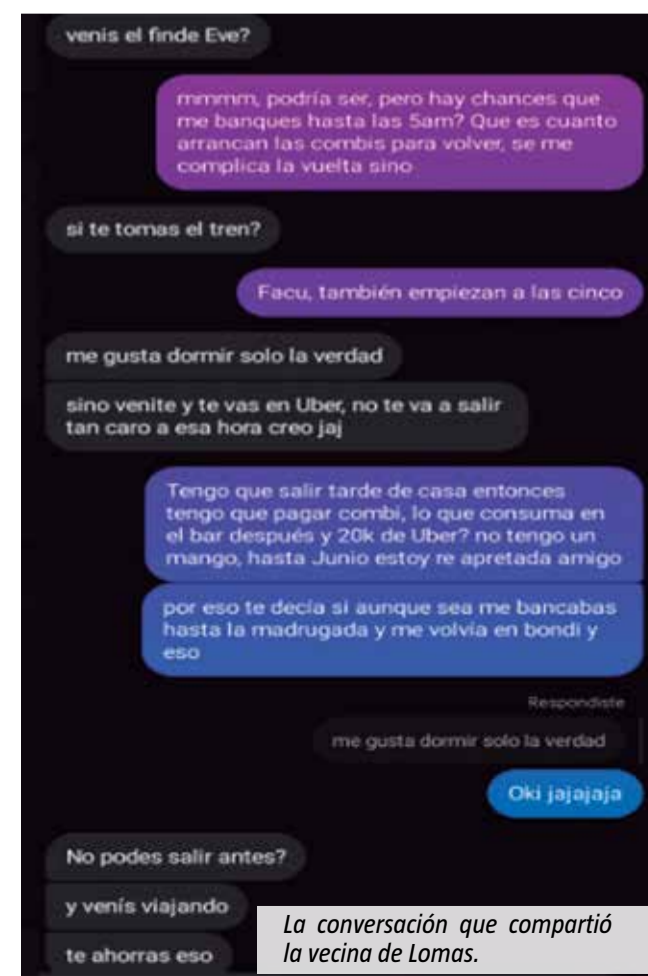 venis el finde Eve?
mmmm, podría ser, pero hay chances que
me banques hasta las 5am? Que es cuanto
arrancan las combis para volver, se me
complica la vuelta sino
si te tomas el tren?
Facu, también empiezan a las cinco
me gusta dormir solo la verdad
sino venite y te vas en Uber, no te va a salir
tan caro a esa hora creo jaj
Tengo que salir tarde de casa entonces
tengo que pagar combi, lo que consuma en
el bar después y 20k de Uber? no tengo un
mango, hasta Junio estoy re apretada amigo
por eso te decía si aunque sea me bancabas
hasta la madrugada y me volvía en bondi y
eso
Respondiste
me gusta dormir solo la verdad
Oki jajajaja
No podes salir antes?
y venís viajando
te ahorras eso
La conversación que compartió
la vecina de Lomas.